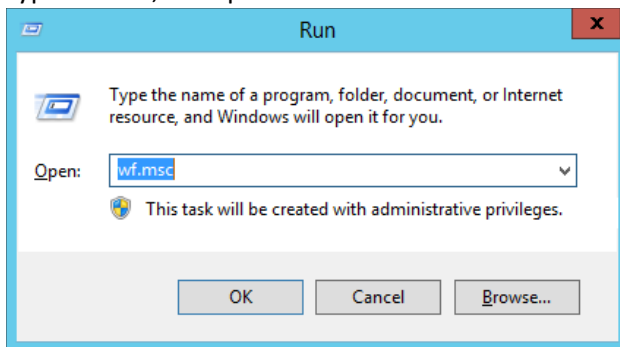 Run
x
Type the name of a program, folder, document, or Internet
resource, and Windows will open it for you.
Open: wf.msc
This task will be created with administrative privileges.
OK Cancel Browse...